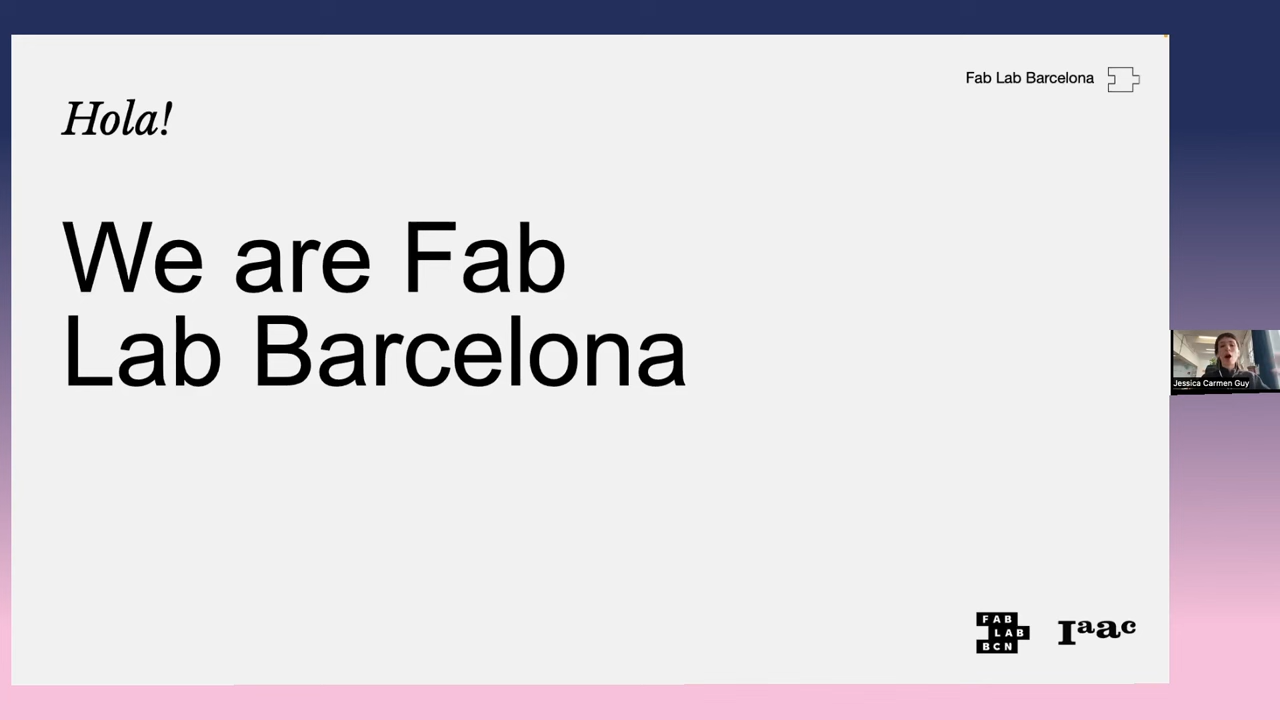 Fab Lab Barcelona
Hola!
We are Fab
Lab Barcelona
Jessica Carmen Guy
FAB
LAB
BCN
Iaac